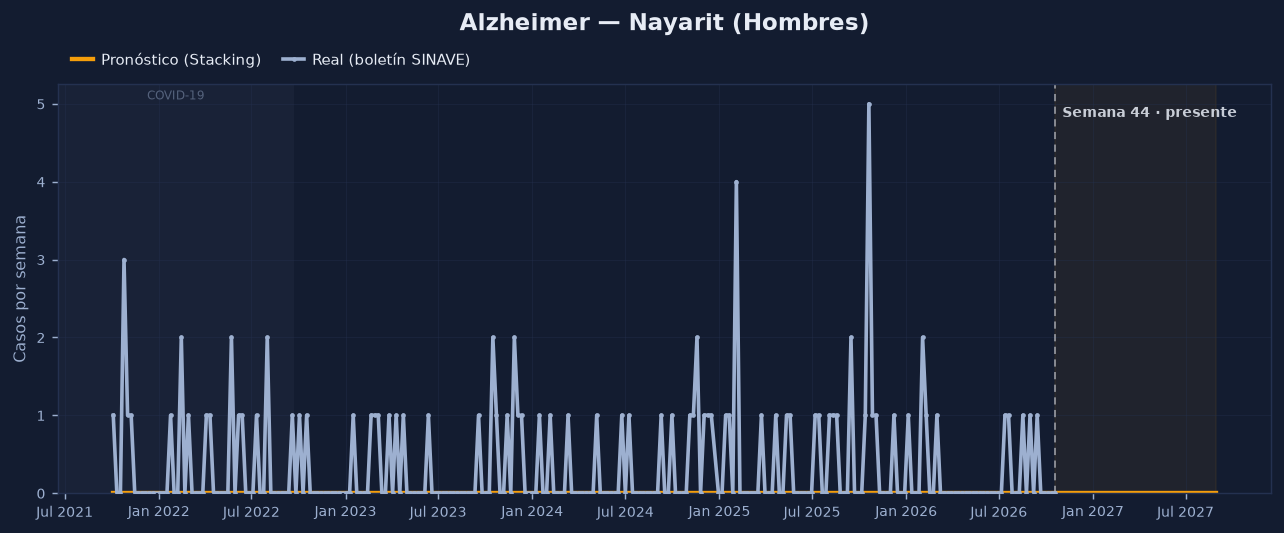 Alzheimer — Nayarit (Hombres)
Pronóstico (Stacking) Real (boletín SINAVE)
COVID-19
Semana 44 · presente
Casos por semana
5
4
3
2
1
0
Jul 2021 Jan 2022 Jul 2022 Jan 2023 Jul 2023 Jan 2024 Jul 2024 Jan 2025 Jul 2025 Jan 2026 Jul 2026 Jan 2027 Jul 2027